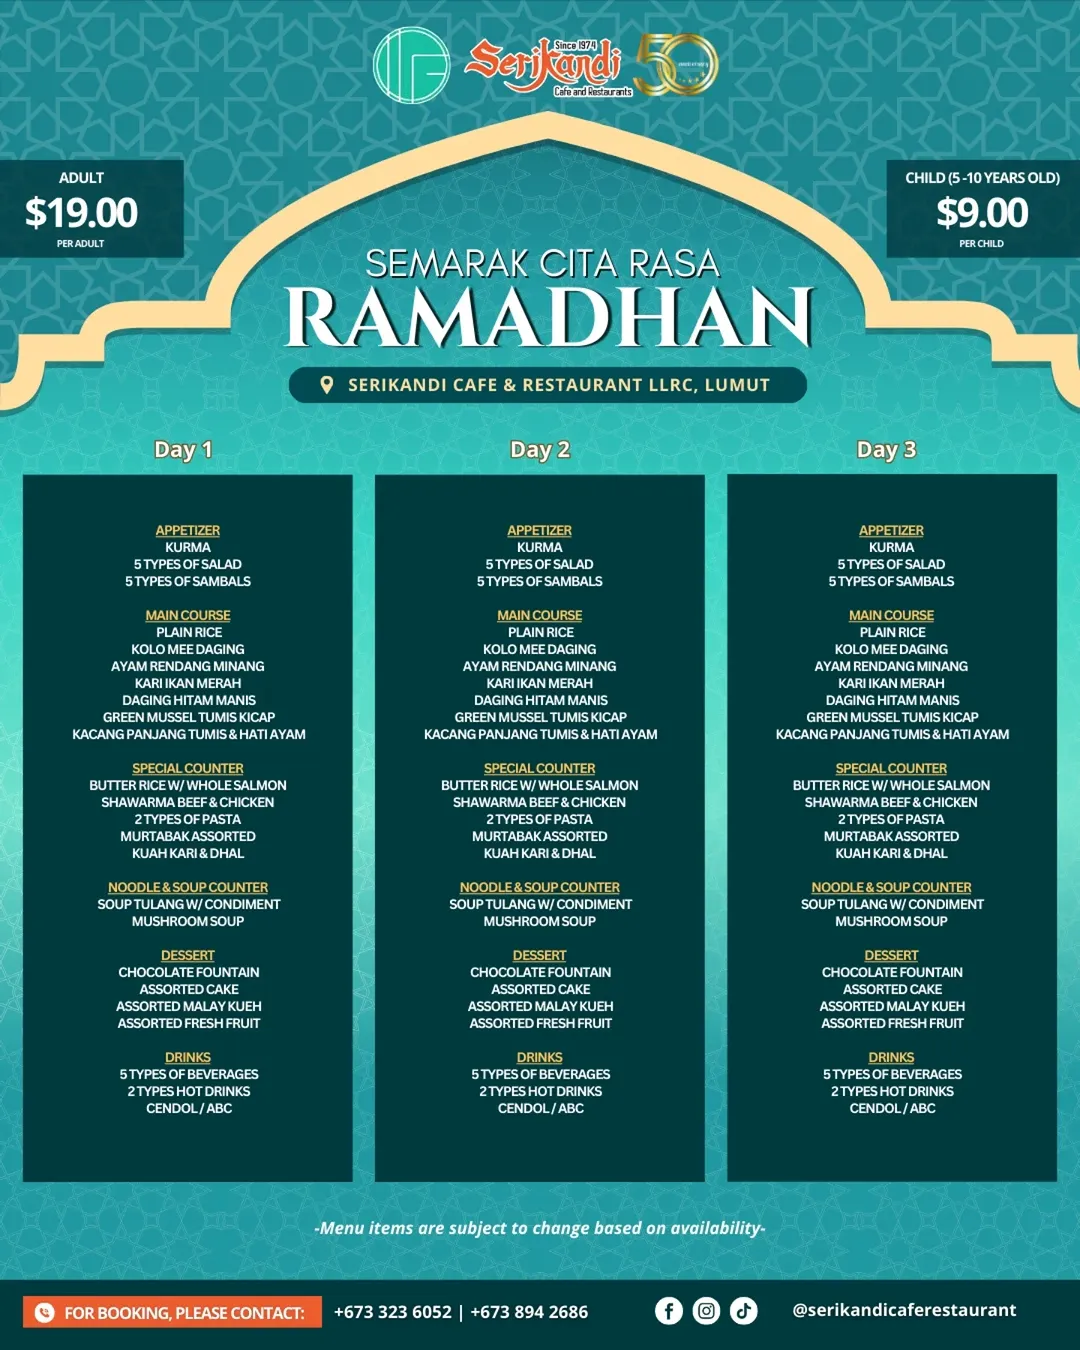 Since 1974
Serikandi
Cafe and Restaurants
50
anniversary
ADULT
$19.00
PER ADULT
CHILD (5 -10 YEARS OLD)
$9.00
PER CHILD
SEMARAK CITA RASA
RAMADHAN
SERIKANDI CAFE & RESTAURANT LLRC, LUMUT
Day 1
APPETIZER
KURMA
5 TYPES OF SALAD
5 TYPES OF SAMBALS
MAIN COURSE
PLAIN RICE
KOLO MEE DAGING
AYAM RENDANG MINANG
KARI IKAN MERAH
DAGING HITAM MANIS
GREEN MUSSEL TUMIS KICAP
KACANG PANJANG TUMIS & HATI AYAM
SPECIAL COUNTER
BUTTER RICE W/ WHOLE SALMON
SHAWARMA BEEF & CHICKEN
2 TYPES OF PASTA
MURTABAK ASSORTED
KUAH KARI & DHAL
NOODLE & SOUP COUNTER
SOUP TULANG W/ CONDIMENT
MUSHROOM SOUP
DESSERT
CHOCOLATE FOUNTAIN
ASSORTED CAKE
ASSORTED MALAY KUEH
ASSORTED FRESH FRUIT
DRINKS
5 TYPES OF BEVERAGES
2 TYPES HOT DRINKS
CENDOL / ABC
Day 2
APPETIZER
KURMA
5 TYPES OF SALAD
5 TYPES OF SAMBALS
MAIN COURSE
PLAIN RICE
KOLO MEE DAGING
AYAM RENDANG MINANG
KARI IKAN MERAH
DAGING HITAM MANIS
GREEN MUSSEL TUMIS KICAP
KACANG PANJANG TUMIS & HATI AYAM
SPECIAL COUNTER
BUTTER RICE W/ WHOLE SALMON
SHAWARMA BEEF & CHICKEN
2 TYPES OF PASTA
MURTABAK ASSORTED
KUAH KARI & DHAL
NOODLE & SOUP COUNTER
SOUP TULANG W/ CONDIMENT
MUSHROOM SOUP
DESSERT
CHOCOLATE FOUNTAIN
ASSORTED CAKE
ASSORTED MALAY KUEH
ASSORTED FRESH FRUIT
DRINKS
5 TYPES OF BEVERAGES
2 TYPES HOT DRINKS
CENDOL / ABC
Day 3
APPETIZER
KURMA
5 TYPES OF SALAD
5 TYPES OF SAMBALS
MAIN COURSE
PLAIN RICE
KOLO MEE DAGING
AYAM RENDANG MINANG
KARI IKAN MERAH
DAGING HITAM MANIS
GREEN MUSSEL TUMIS KICAP
KACANG PANJANG TUMIS & HATI AYAM
SPECIAL COUNTER
BUTTER RICE W/ WHOLE SALMON
SHAWARMA BEEF & CHICKEN
2 TYPES OF PASTA
MURTABAK ASSORTED
KUAH KARI & DHAL
NOODLE & SOUP COUNTER
SOUP TULANG W/ CONDIMENT
MUSHROOM SOUP
DESSERT
CHOCOLATE FOUNTAIN
ASSORTED CAKE
ASSORTED MALAY KUEH
ASSORTED FRESH FRUIT
DRINKS
5 TYPES OF BEVERAGES
2 TYPES HOT DRINKS
CENDOL / ABC
-Menu items are subject to change based on availability-
FOR BOOKING, PLEASE CONTACT: +673 323 6052 | +673 894 2686 @serikandicaferestaurant